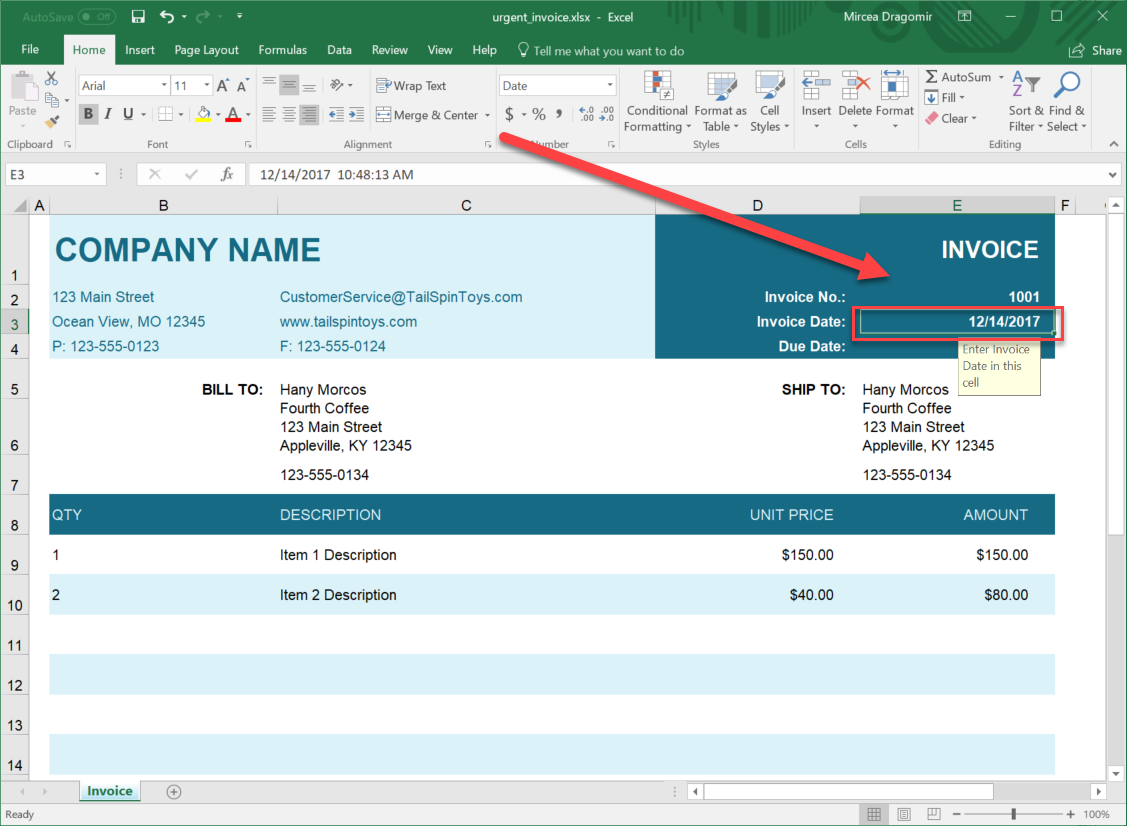 AutoSave Off
urgent_invoice.xlsx - Excel
Mircea Dragomir
File Home Insert Page Layout Formulas Data Review View Help Tell me what you want to do Share
Paste
Clipboard
Arial 11
B I U
Font
Wrap Text
Merge & Center
Alignment
Date
$ % ,
Number
Conditional Formatting
Format as Table
Cell Styles
Styles
Insert Delete Format
Cells
AutoSum
Fill
Clear
Sort & Filter
Find & Select
Editing
E3 fx 12/14/2017 10:48:13 AM
A B C D E F
1
2
3
4
5
6
7
8
9
10
11
12
13
14
COMPANY NAME INVOICE
123 Main Street CustomerService@TailSpinToys.com Invoice No.: 1001
Ocean View, MO 12345 www.tailspintoys.com Invoice Date: 12/14/2017
P: 123-555-0123 F: 123-555-0124 Due Date:
Enter Invoice
Date in this
cell
BILL TO: Hany Morcos SHIP TO: Hany Morcos
Fourth Coffee Fourth Coffee
123 Main Street 123 Main Street
Appleville, KY 12345 Appleville, KY 12345
123-555-0134 123-555-0134
QTY DESCRIPTION UNIT PRICE AMOUNT
1 Item 1 Description $150.00 $150.00
2 Item 2 Description $40.00 $80.00
Invoice
Ready 100%